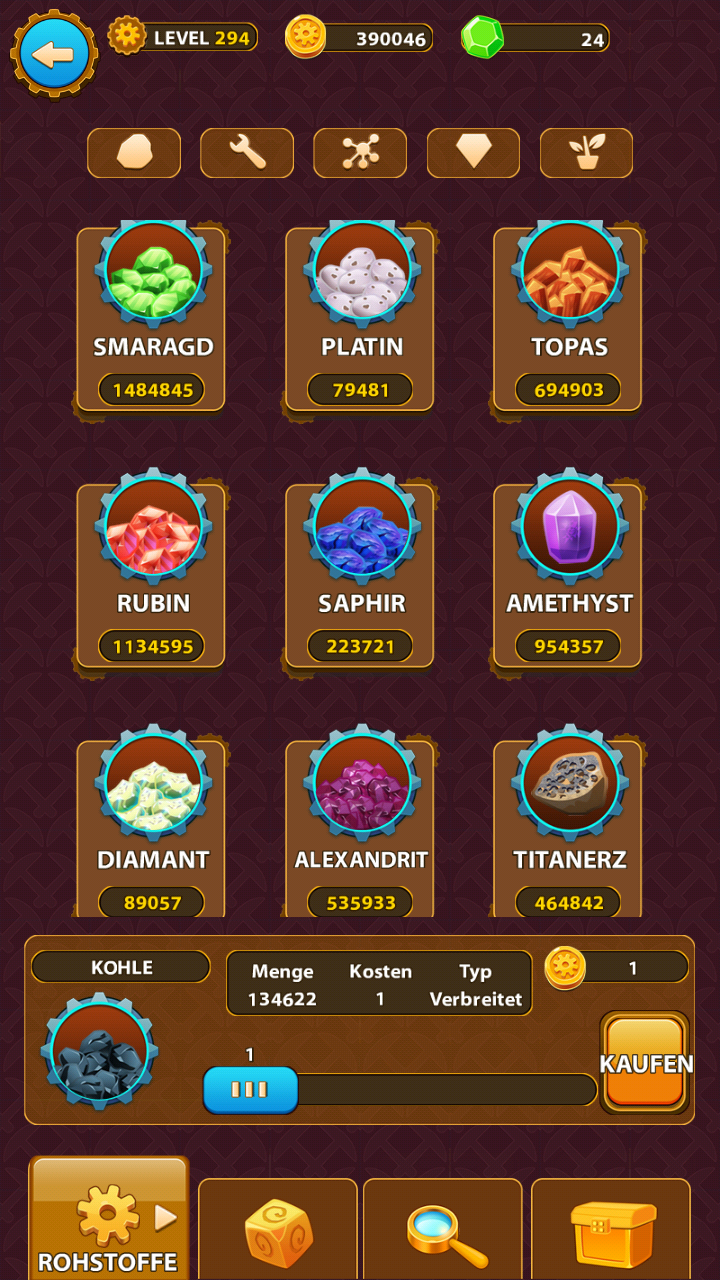 LEVEL 294
390046
24
SMARAGD
PLATIN
TOPAS
1484845
79481
694903
RUBIN
SAPHIR
AMETHYST
1134595
223721
954357
DIAMANT
ALEXANDRIT
TITANERZ
89057
535933
464842
KOHLE
Menge Kosten Typ
134622 1 Verbreitet
1
1
KAUFEN
ROHSTOFFE